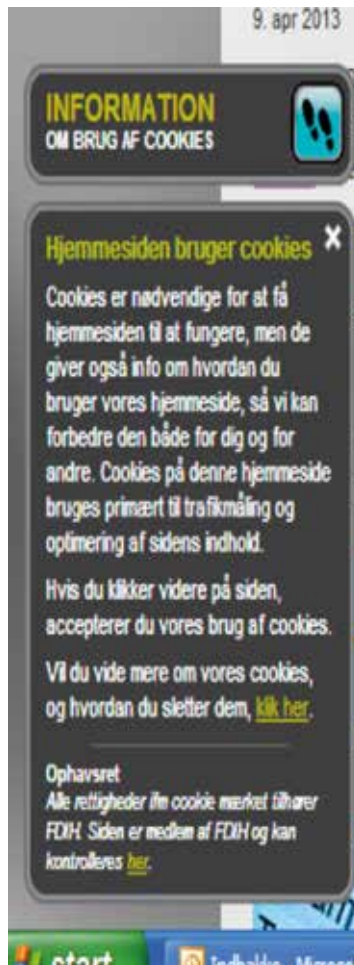 9. apr 2013
INFORMATION
OM BRUG AF COOKIES
Hjemmesiden bruger cookies
Cookies er nødvendige for at få
hjemmesiden til at fungere, men de
giver også info om hvordan du
bruger vores hjemmeside, så vi kan
forbedre den både for dig og for
andre. Cookies på denne hjemmeside
bruges primært til trafikmåling og
optimering af sidens indhold.
Hvis du klikker videre på siden,
accepterer du vores brug af cookies.
Vil du vide mere om vores cookies,
og hvordan du sletter dem, klik her.
Ophavsret
Alle rettigheder ifm cookie mærket tilhører
FDIH. Siden er medlem af FDIH og kan
kontrolleres her.
start
Indbakke - Microso